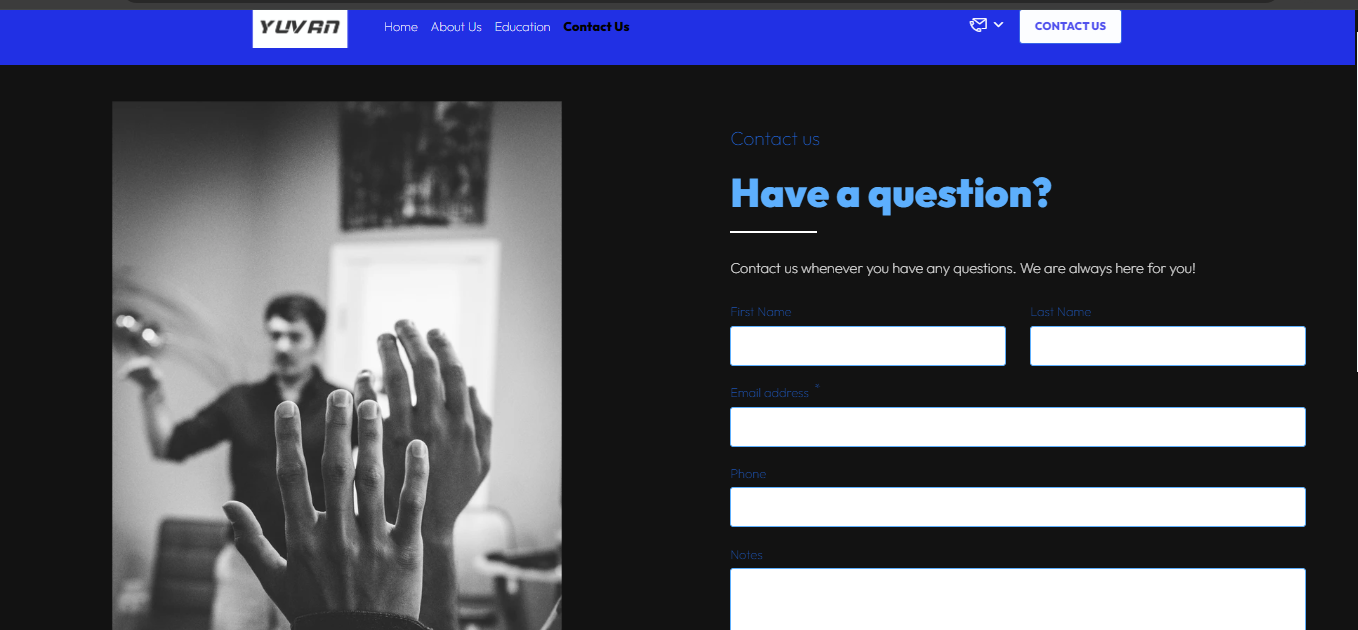 YUVAN
Home About Us Education Contact Us
CONTACT US
Contact us
Have a question?
Contact us whenever you have any questions. We are always here for you!
First Name Last Name
Email address *
Phone
Notes